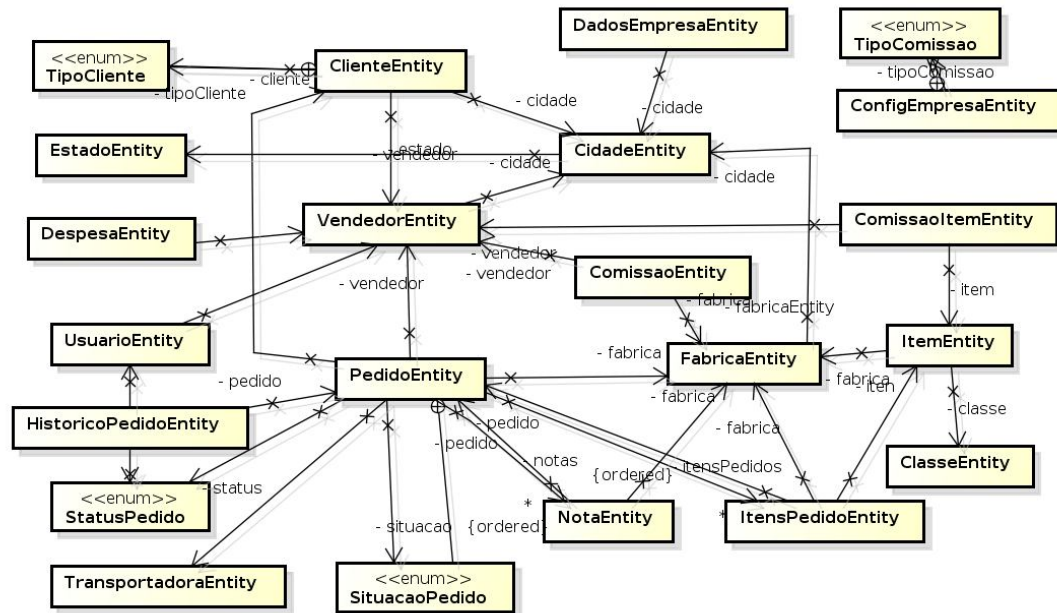 DadosEmpresaEntity
<<enum>>
TipoComissao
<<enum>>
TipoCliente
ClienteEntity
- cliente
- tipoCliente
- tipoComissao
ConfigEmpresaEntity
- cidade
- cidade
EstadoEntity
- estado
- vendedor
- cidade
CidadeEntity
- cidade
VendedorEntity
ComissaoItemEntity
DespesaEntity
- vendedor
- vendedor
- vendedor
ComissaoEntity
- item
- fabrica
- fabricaEntity
UsuarioEntity
ItemEntity
- fabrica
FabricaEntity
PedidoEntity
- fabrica
- iten
- pedido
- fabrica
- classe
HistoricoPedidoEntity
- pedido
- pedido
- fabrica
notas
{ordered}
- itensPedidos
ClasseEntity
<<enum>>
StatusPedido
- status
*
NotaEntity
*
ItensPedidoEntity
- situacao
{ordered}
TransportadoraEntity
<<enum>>
SituacaoPedido